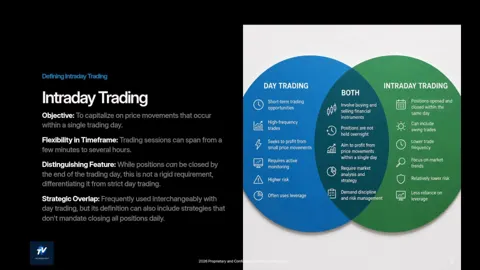 Defining Intraday Trading
Intraday Trading
Objective: To capitalize on price movements that occur
within a single trading day.
Flexibility in Timeframe: Trading sessions can span from a
few minutes to several hours.
Distinguishing Feature: While positions can be closed by
the end of the trading day, this is not a rigid requirement,
differentiating it from strict day trading.
Strategic Overlap: Frequently used interchangeably with
day trading, but its definition can also include strategies that
don't mandate closing all positions daily.
DAY TRADING
Short-term trading
opportunities
High-frequency
trades
Seeks to profit from
small price movements
Requires active
monitoring
Higher risk
Often uses leverage
BOTH
Involve buying and
selling financial
instruments
Positions are not
held overnight
Aim to profit from
price movements
within a single day
Require market
analysis and
strategy
Demand discipline
and risk management
INTRADAY TRADING
Positions opened and
closed within the
same day
Can include
swing trades
Lower trade
frequency
Focus on market
trends
Relatively lower risk
Less reliance on
leverage
2026 Proprietary and